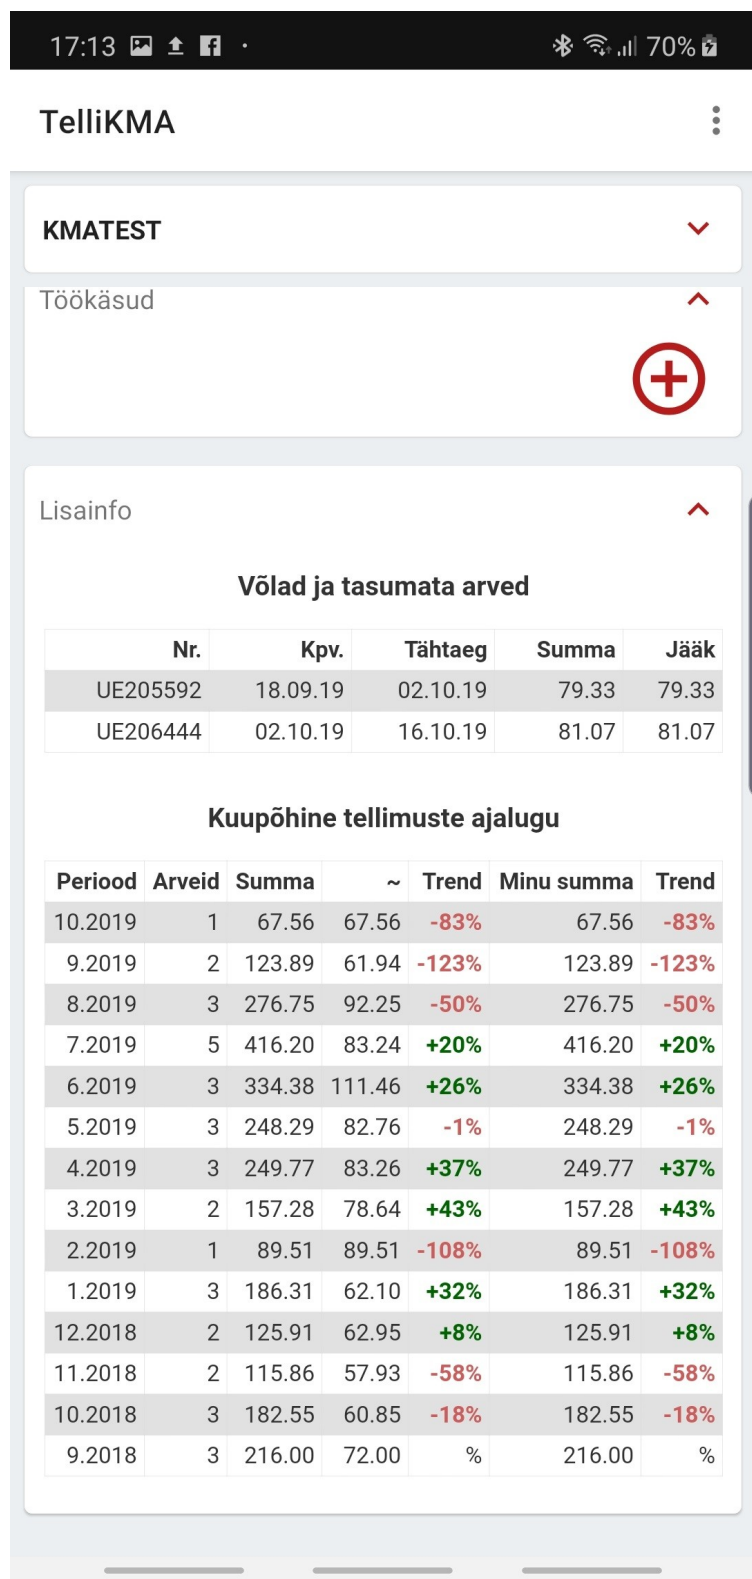 17:13 70%
TelliKMA
KMATEST
Töökäsud
Lisainfo
Võlad ja tasumata arved
Nr. Kpv. Tähtaeg Summa Jääk
UE205592 18.09.19 02.10.19 79.33 79.33
UE206444 02.10.19 16.10.19 81.07 81.07
Kuupõhine tellimuste ajalugu
Periood Arveid Summa ~ Trend Minu summa Trend
10.2019 1 67.56 67.56 -83% 67.56 -83%
9.2019 2 123.89 61.94 -123% 123.89 -123%
8.2019 3 276.75 92.25 -50% 276.75 -50%
7.2019 5 416.20 83.24 +20% 416.20 +20%
6.2019 3 334.38 111.46 +26% 334.38 +26%
5.2019 3 248.29 82.76 -1% 248.29 -1%
4.2019 3 249.77 83.26 +37% 249.77 +37%
3.2019 2 157.28 78.64 +43% 157.28 +43%
2.2019 1 89.51 89.51 -108% 89.51 -108%
1.2019 3 186.31 62.10 +32% 186.31 +32%
12.2018 2 125.91 62.95 +8% 125.91 +8%
11.2018 2 115.86 57.93 -58% 115.86 -58%
10.2018 3 182.55 60.85 -18% 182.55 -18%
9.2018 3 216.00 72.00 % 216.00 %